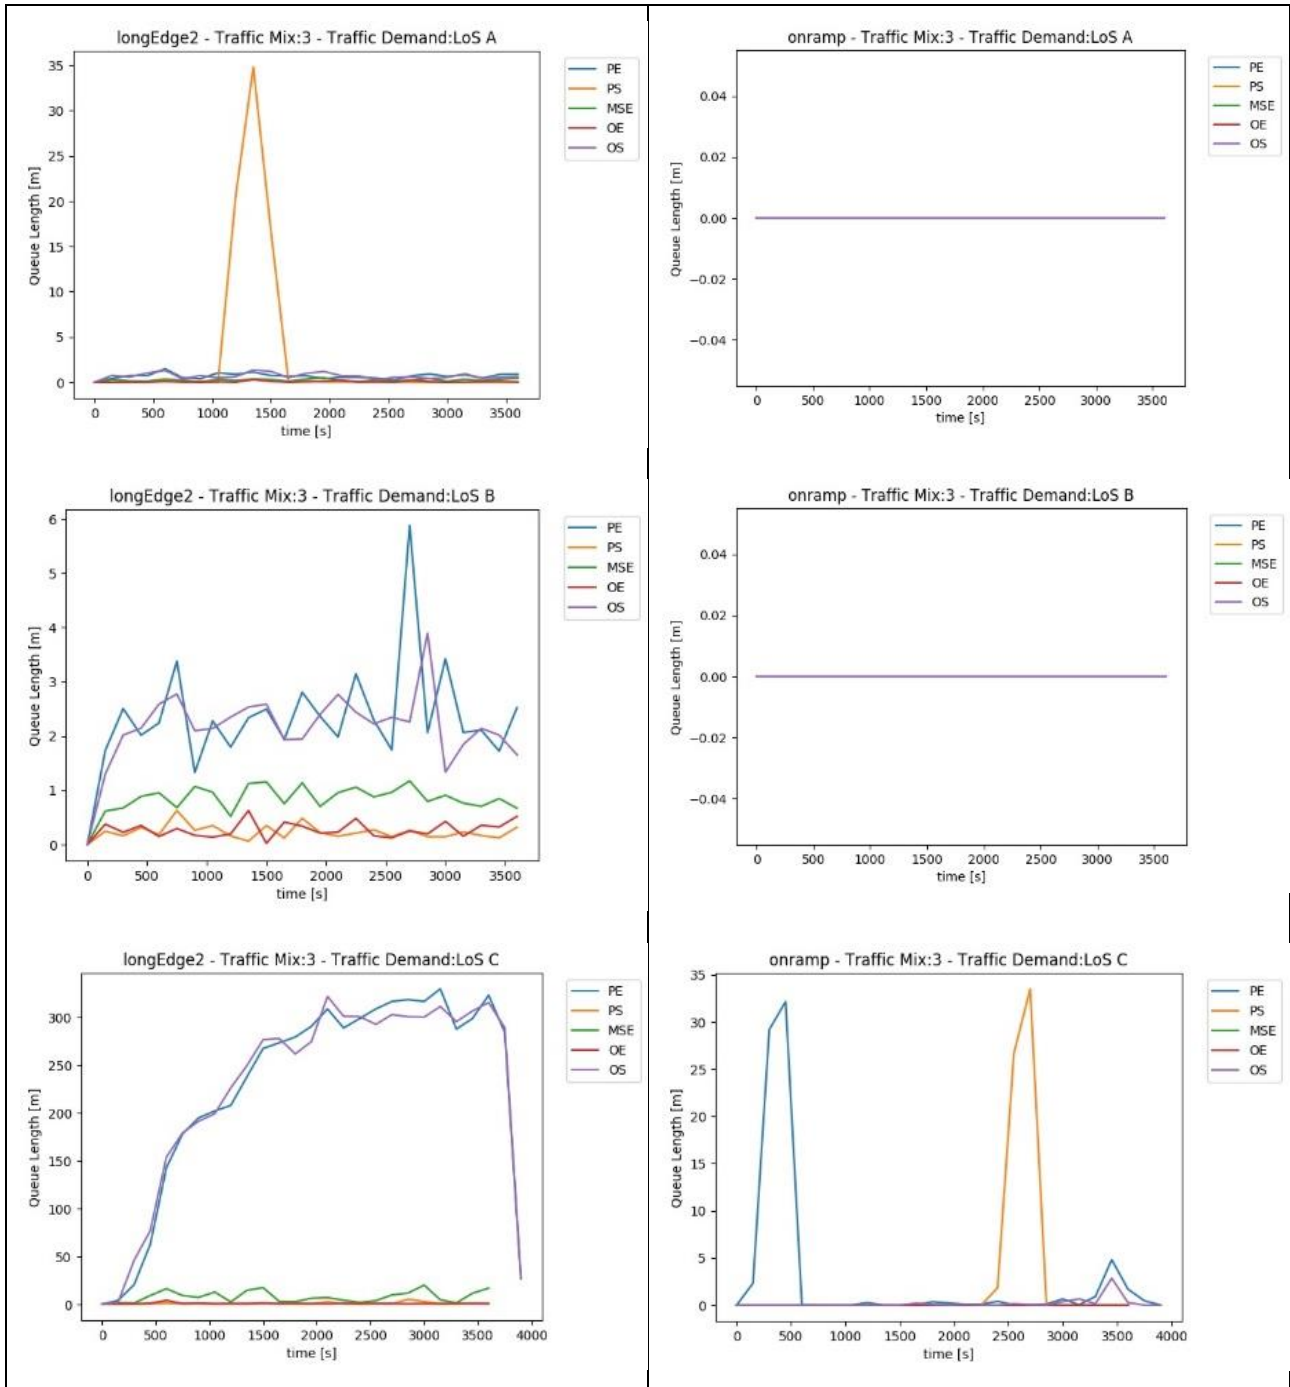 longEdge2 - Traffic Mix:3 - Traffic Demand:LoS A
Queue Length [m]
35
30
25
20
15
10
5
0
0 500 1000 1500 2000 2500 3000 3500
time [s]
PE
PS
MSE
OE
OS
onramp - Traffic Mix:3 - Traffic Demand:LoS A
Queue Length [m]
0.04
0.02
0.00
−0.02
−0.04
0 500 1000 1500 2000 2500 3000 3500
time [s]
PE
PS
MSE
OE
OS
longEdge2 - Traffic Mix:3 - Traffic Demand:LoS B
Queue Length [m]
6
5
4
3
2
1
0
0 500 1000 1500 2000 2500 3000 3500
time [s]
PE
PS
MSE
OE
OS
onramp - Traffic Mix:3 - Traffic Demand:LoS B
Queue Length [m]
0.04
0.02
0.00
−0.02
−0.04
0 500 1000 1500 2000 2500 3000 3500
time [s]
PE
PS
MSE
OE
OS
longEdge2 - Traffic Mix:3 - Traffic Demand:LoS C
Queue Length [m]
300
250
200
150
100
50
0
0 500 1000 1500 2000 2500 3000 3500 4000
time [s]
PE
PS
MSE
OE
OS
onramp - Traffic Mix:3 - Traffic Demand:LoS C
Queue Length [m]
35
30
25
20
15
10
5
0
0 500 1000 1500 2000 2500 3000 3500 4000
time [s]
PE
PS
MSE
OE
OS